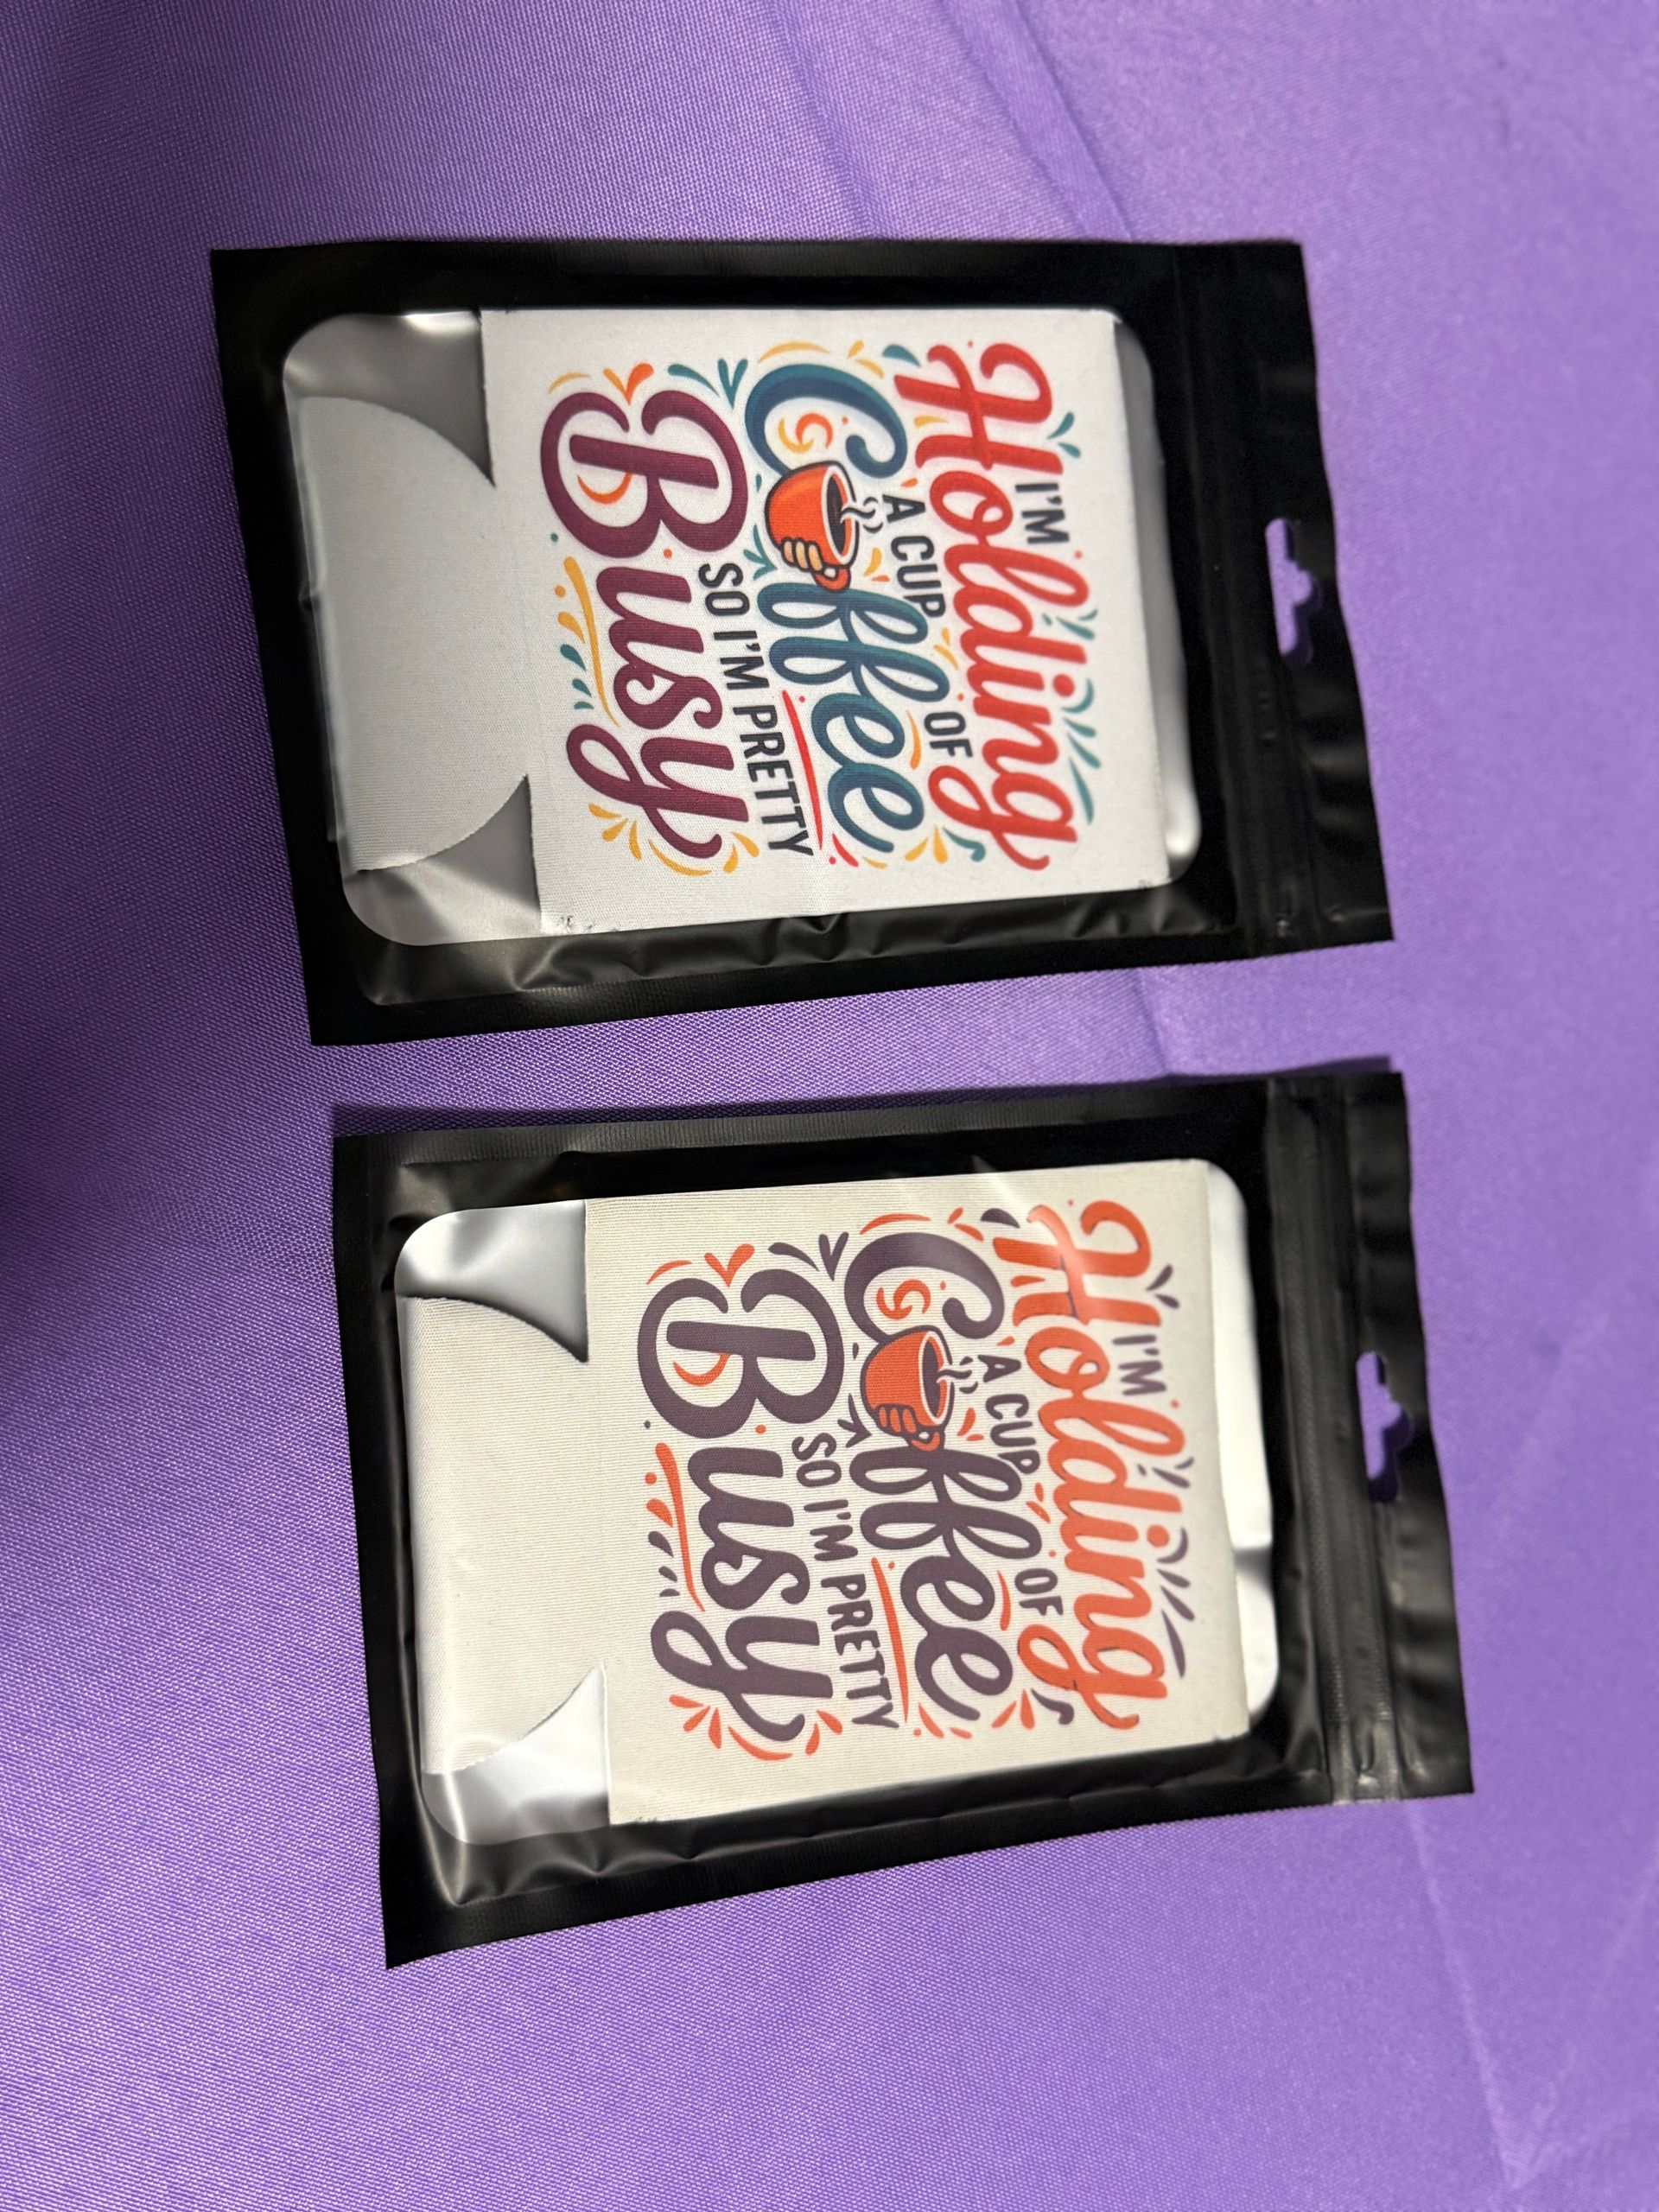 I'M
Holding
A CUP OF
Coffee
SO I'M PRETTY
Busy
I'M
Holding
A CUP OF
Coffee
SO I'M PRETTY
Busy